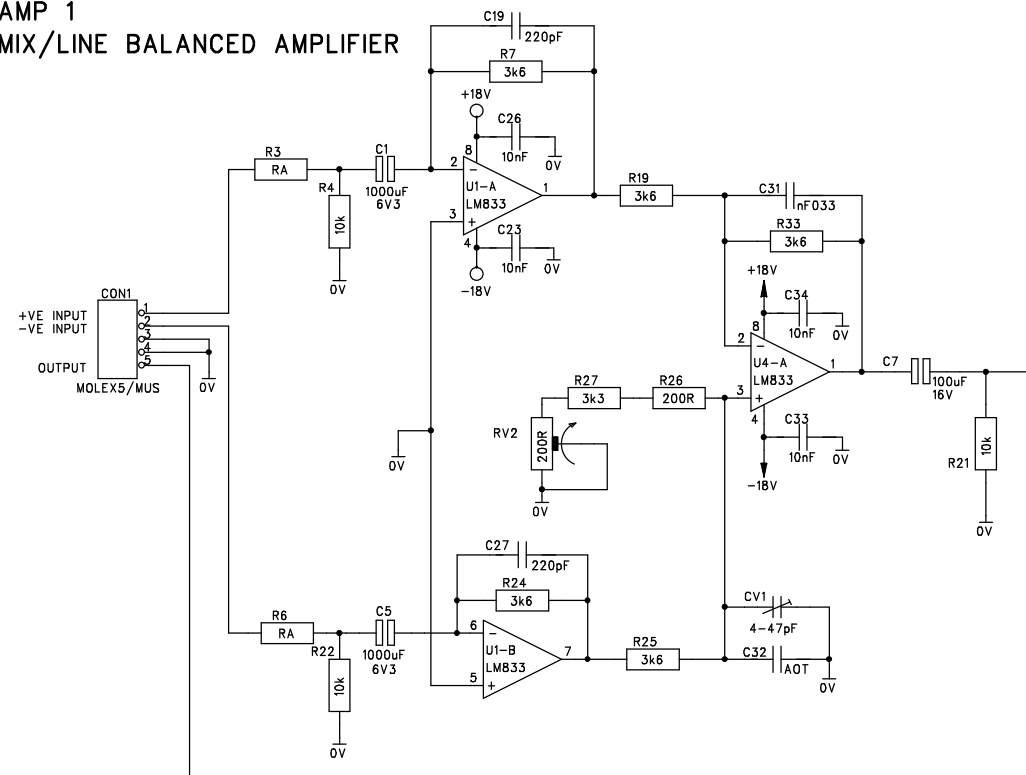 AMP 1
MIX/LINE BALANCED AMPLIFIER
C19
220pF
R7
3k6
+18V
C26
10nF
0V
8
R3
RA
R4
10k
0V
C1
1000uF
6V3
2
−
U1-A
LM833
1
3
+
4
C23
10nF
0V
-18V
R19
3k6
C31
nF033
R33
3k6
+18V
C34
10nF
0V
8
CON1
+VE INPUT
1
-VE INPUT
2
3
4
OUTPUT
5
MOLEX5/MUS
0V
2
−
U4-A
LM833
1
3
+
4
C7
100uF
16V
R27
3k3
R26
200R
RV2
200R
0V
0V
C33
10nF
0V
-18V
R21
10k
0V
C27
220pF
R24
3k6
R6
RA
R22
10k
0V
C5
1000uF
6V3
6
−
U1-B
LM833
7
5
+
R25
3k6
CV1
4-47pF
C32
AOT
0V